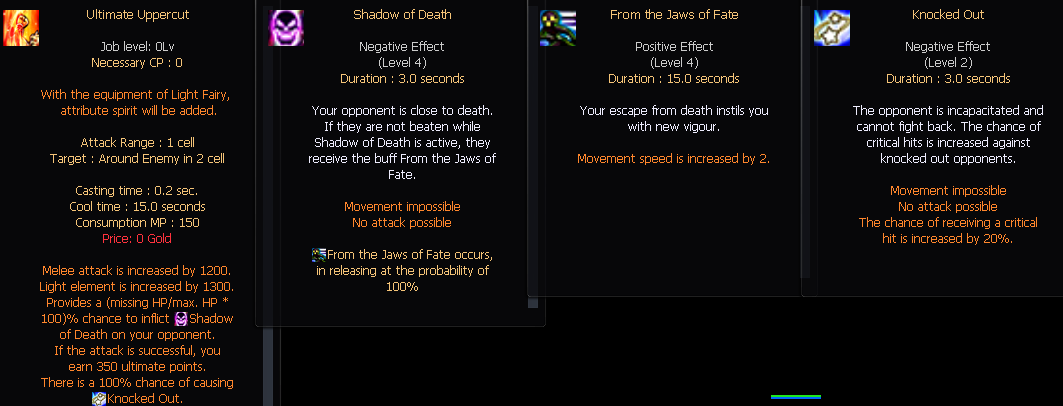 Ultimate Uppercut
Job level: 0Lv
Necessary CP : 0
With the equipment of Light Fairy,
attribute spirit will be added.
Attack Range : 1 cell
Target : Around Enemy in 2 cell
Casting time : 0.2 sec.
Cool time : 15.0 seconds
Consumption MP : 150
Price: 0 Gold
Melee attack is increased by 1200.
Light element is increased by 1300.
Provides a (missing HP/max. HP *
100)% chance to inflict Shadow
of Death on your opponent.
If the attack is successful, you
earn 350 ultimate points.
There is a 100% chance of causing
Knocked Out.
Shadow of Death
Negative Effect
(Level 4)
Duration : 3.0 seconds
Your opponent is close to death.
If they are not beaten while
Shadow of Death is active, they
receive the buff From the Jaws of
Fate.
Movement impossible
No attack possible
From the Jaws of Fate occurs,
in releasing at the probability of
100%
From the Jaws of Fate
Positive Effect
(Level 4)
Duration : 15.0 seconds
Your escape from death instils you
with new vigour.
Movement speed is increased by 2.
Knocked Out
Negative Effect
(Level 2)
Duration : 3.0 seconds
The opponent is incapacitated and
cannot fight back. The chance of
critical hits is increased against
knocked out opponents.
Movement impossible
No attack possible
The chance of receiving a critical
hit is increased by 20%.